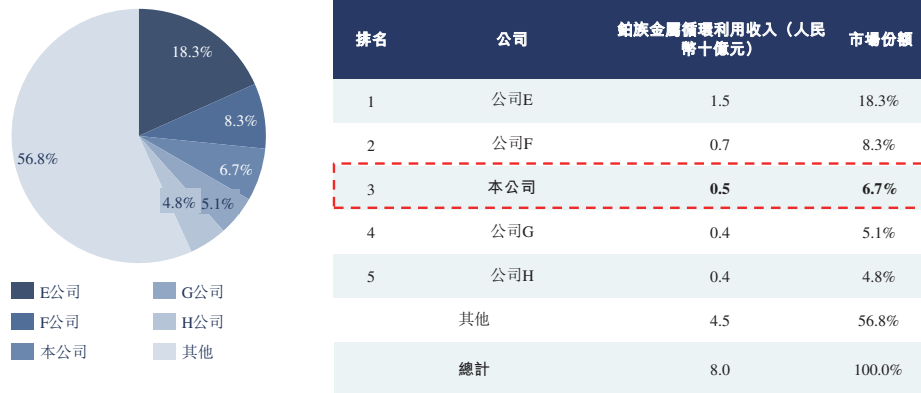 18.3%
8.3%
6.7%
5.1%
4.8%
56.8%
E公司
G公司
F公司
H公司
本公司
其他
排名
公司
鉑族金屬循環利用收入（人民
幣十億元）
市場份額
1 公司E 1.5 18.3%
2 公司F 0.7 8.3%
3 本公司 0.5 6.7%
4 公司G 0.4 5.1%
5 公司H 0.4 4.8%
其他 4.5 56.8%
總計 8.0 100.0%